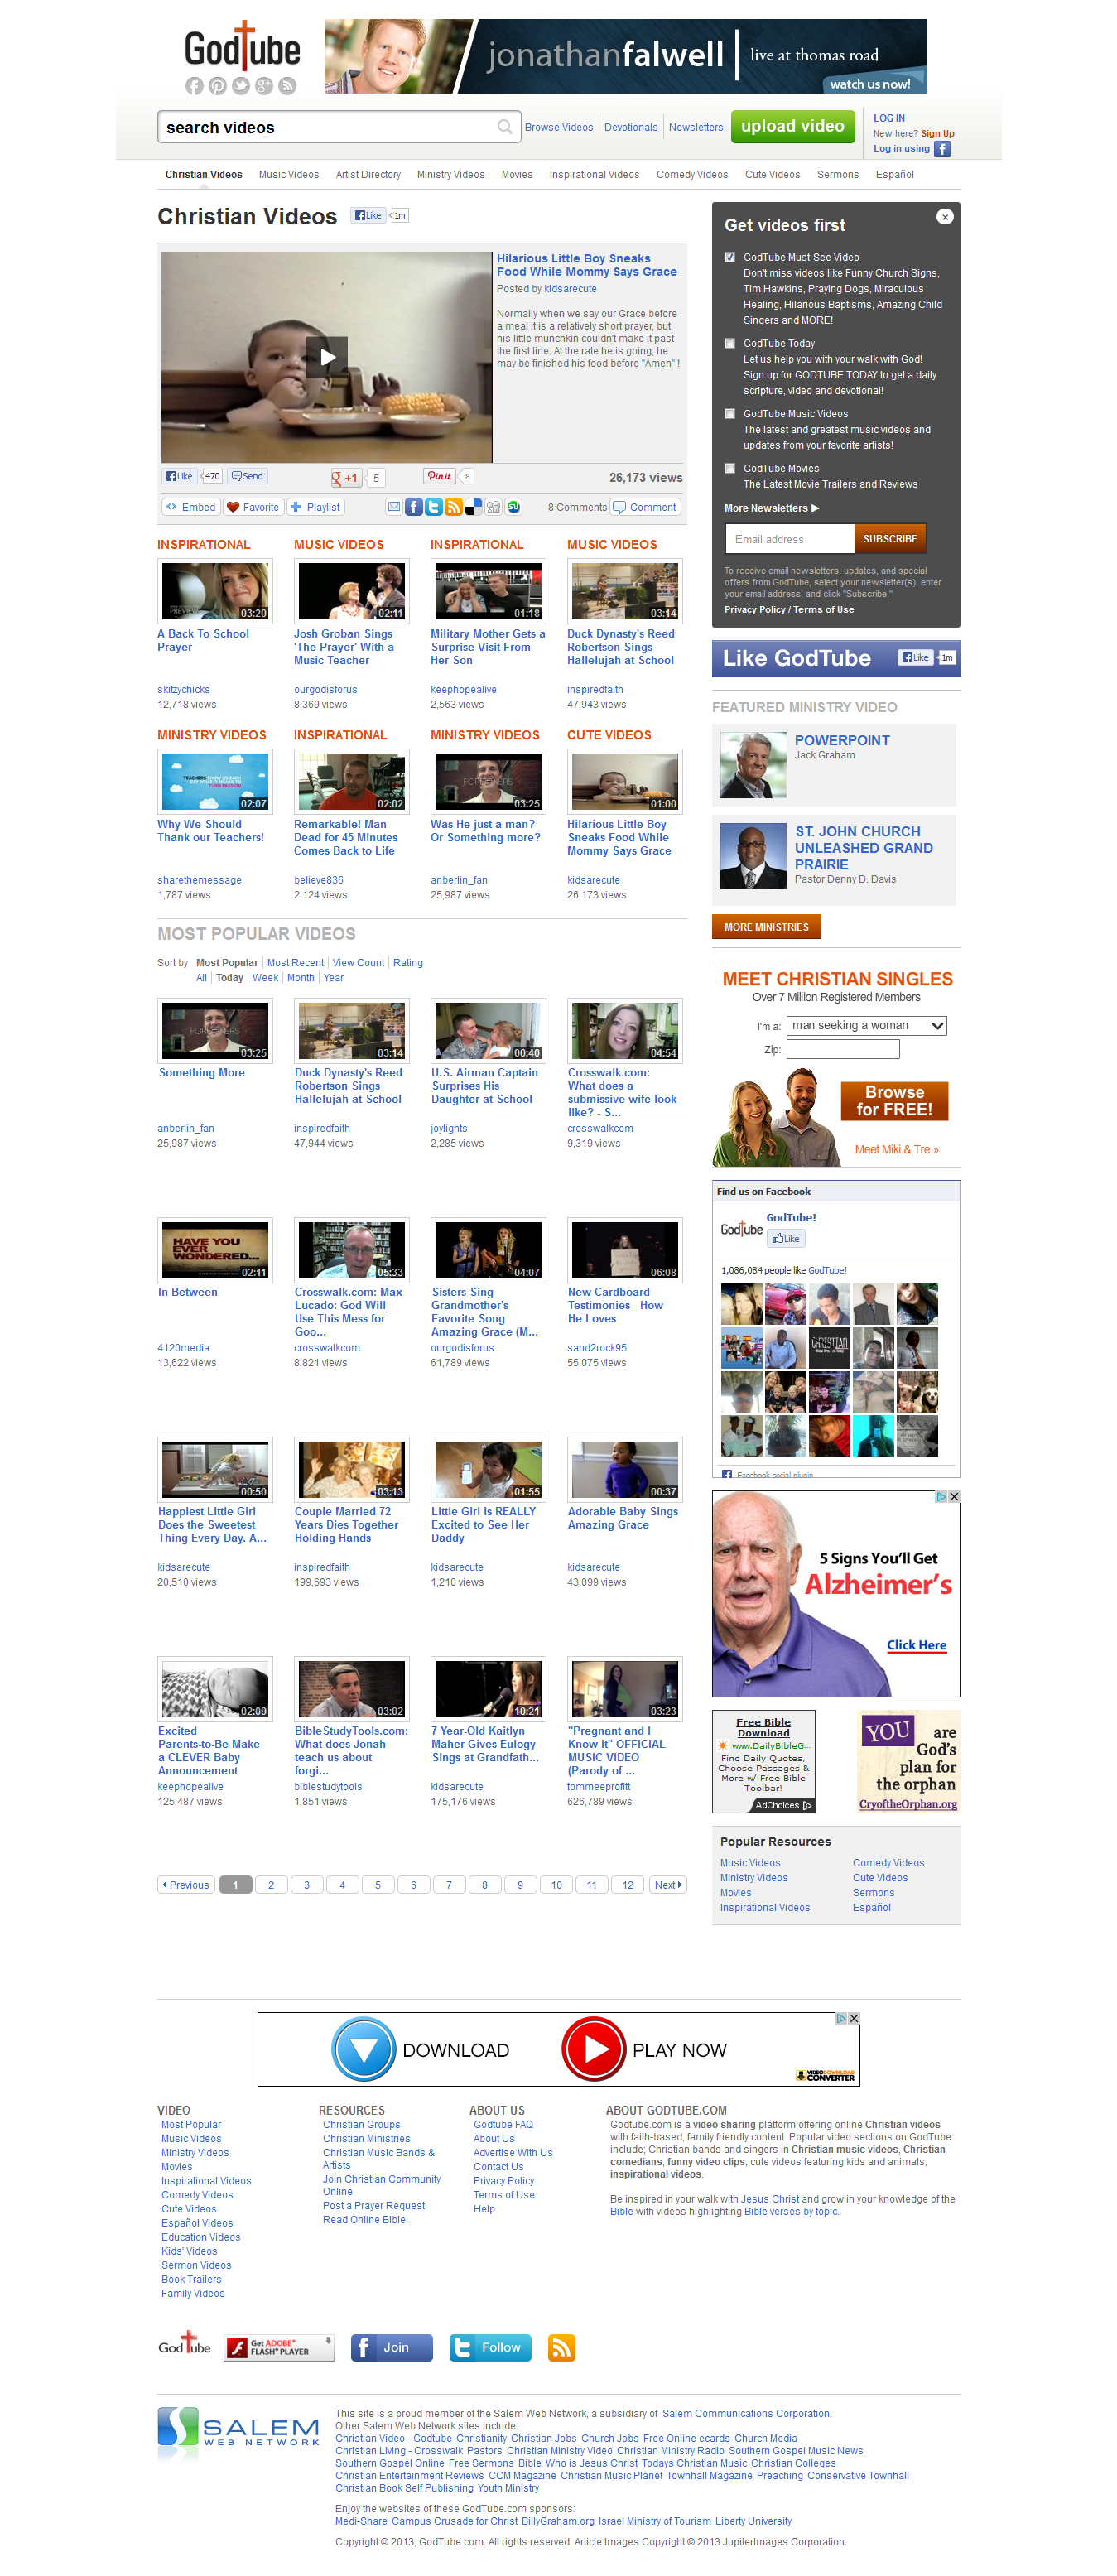 GodTube
jonathanfalwell | live at thomas road
watch us now!
search videos
Browse Videos
Devotionals
Newsletters
upload video
LOG IN
New here? Sign Up
Log in using
Christian Videos
Music Videos
Artist Directory
Ministry Videos
Movies
Inspirational Videos
Comedy Videos
Cute Videos
Sermons
Español
Christian Videos
Like
1m
Hilarious Little Boy Sneaks
Food While Mommy Says Grace
Posted by kidsarecute
Normally when we say our Grace before
a meal it is a relatively short prayer, but
his little munchkin couldn't make it past
the first line. At the rate he is going, he
may be finished his food before "Amen" !
Like 470 Send
+1 5
Pin it 8
26,173 views
Embed Favorite Playlist
8 Comments Comment
INSPIRATIONAL
03:20
A Back To School
Prayer
skitzychicks
12,718 views
MUSIC VIDEOS
02:11
Josh Groban Sings
'The Prayer' With a
Music Teacher
ourgodisforus
8,369 views
INSPIRATIONAL
01:18
Military Mother Gets a
Surprise Visit From
Her Son
keephopealive
2,563 views
MUSIC VIDEOS
03:14
Duck Dynasty's Reed
Robertson Sings
Hallelujah at School
inspiredfaith
47,943 views
MINISTRY VIDEOS
02:07
Why We Should
Thank our Teachers!
sharethemessage
1,787 views
INSPIRATIONAL
02:02
Remarkable! Man
Dead for 45 Minutes
Comes Back to Life
believe836
2,124 views
MINISTRY VIDEOS
03:25
Was He just a man?
Or Something more?
anberlin_fan
25,987 views
CUTE VIDEOS
01:00
Hilarious Little Boy
Sneaks Food While
Mommy Says Grace
kidsarecute
26,173 views
MOST POPULAR VIDEOS
Sort by Most Popular | Most Recent | View Count | Rating
All | Today | Week | Month | Year
03:25
Something More
anberlin_fan
25,987 views
03:14
Duck Dynasty's Reed
Robertson Sings
Hallelujah at School
inspiredfaith
47,944 views
00:40
U.S. Airman Captain
Surprises His
Daughter at School
joylights
2,285 views
04:54
Crosswalk.com:
What does a
submissive wife look
like? - S...
crosswalkcom
9,319 views
HAVE YOU
EVER
WONDERED...
02:11
In Between
4120media
13,622 views
05:33
Crosswalk.com: Max
Lucado: God Will
Use This Mess for
Goo...
crosswalkcom
8,821 views
04:07
Sisters Sing
Grandmother's
Favorite Song
Amazing Grace (M...
ourgodisforus
61,789 views
06:08
New Cardboard
Testimonies - How
He Loves
sand2rock95
55,075 views
00:50
Happiest Little Girl
Does the Sweetest
Thing Every Day. A...
kidsarecute
20,510 views
03:13
Couple Married 72
Years Dies Together
Holding Hands
inspiredfaith
199,693 views
01:55
Little Girl is REALLY
Excited to See Her
Daddy
kidsarecute
1,210 views
00:37
Adorable Baby Sings
Amazing Grace
kidsarecute
43,099 views
02:09
Excited
Parents-to-Be Make
a CLEVER Baby
Announcement
keephopealive
125,487 views
03:02
BibleStudyTools.com:
What does Jonah
teach us about
forgi...
biblestudytools
1,851 views
10:21
7 Year-Old Kaitlyn
Maher Gives Eulogy
Sings at Grandfath...
kidsarecute
175,176 views
03:23
"Pregnant and I
Know It" OFFICIAL
MUSIC VIDEO
(Parody of ...
tommeeprofitt
626,789 views
Previous 1 2 3 4 5 6 7 8 9 10 11 12 Next
Get videos first
GodTube Must-See Video
Don't miss videos like Funny Church Signs,
Tim Hawkins, Praying Dogs, Miraculous
Healing, Hilarious Baptisms, Amazing Child
Singers and MORE!
GodTube Today
Let us help you with your walk with God!
Sign up for GODTUBE TODAY to get a daily
scripture, video and devotional!
GodTube Music Videos
The latest and greatest music videos and
updates from your favorite artists!
GodTube Movies
The Latest Movie Trailers and Reviews
More Newsletters
Email address
SUBSCRIBE
To receive email newsletters, updates, and special
offers from GodTube, select your newsletter(s), enter
your email address, and click "Subscribe."
Privacy Policy / Terms of Use
Like GodTube
Like 1m
FEATURED MINISTRY VIDEO
POWERPOINT
Jack Graham
ST. JOHN CHURCH
UNLEASHED GRAND
PRAIRIE
Pastor Denny D. Davis
MORE MINISTRIES
MEET CHRISTIAN SINGLES
Over 7 Million Registered Members
I'm a: man seeking a woman
Zip:
Browse
for FREE!
Meet Miki & Tre »
Find us on Facebook
GodTube
GodTube!
Like
1,086,084 people like GodTube!
CHRISTIAN
Facebook social plugin
5 Signs You'll Get
Alzheimer's
Click Here
Free Bible
Download
www.DailyBibleG...
Find Daily Quotes,
Choose Passages &
More w/ Free Bible
Toolbar!
AdChoices
YOU are
God's
plan for
the orphan
CryoftheOrphan.org
Popular Resources
Music Videos
Ministry Videos
Movies
Inspirational Videos
Comedy Videos
Cute Videos
Sermons
Español
DOWNLOAD
PLAY NOW
VIDEO DOWNLOAD
CONVERTER
VIDEO
Most Popular
Music Videos
Ministry Videos
Movies
Inspirational Videos
Comedy Videos
Cute Videos
Español Videos
Education Videos
Kids' Videos
Sermon Videos
Book Trailers
Family Videos
RESOURCES
Christian Groups
Christian Ministries
Christian Music Bands &
Artists
Join Christian Community
Online
Post a Prayer Request
Read Online Bible
ABOUT US
Godtube FAQ
About Us
Advertise With Us
Contact Us
Privacy Policy
Terms of Use
Help
ABOUT GODTUBE.COM
Godtube.com is a video sharing platform offering online Christian videos
with faith-based, family friendly content. Popular video sections on GodTube
include; Christian bands and singers in Christian music videos, Christian
comedians, funny video clips, cute videos featuring kids and animals,
inspirational videos.
Be inspired in your walk with Jesus Christ and grow in your knowledge of the
Bible with videos highlighting Bible verses by topic.
GodTube
Get ADOBE
FLASH PLAYER
Join
Follow
SALEM
WEB NETWORK
This site is a proud member of the Salem Web Network, a subsidiary of Salem Communications Corporation.
Other Salem Web Network sites include:
Christian Video - Godtube Christianity Christian Jobs Church Jobs Free Online ecards Church Media
Christian Living - Crosswalk Pastors Christian Ministry Video Christian Ministry Radio Southern Gospel Music News
Southern Gospel Online Free Sermons Bible Who is Jesus Christ Todays Christian Music Christian Colleges
Christian Entertainment Reviews CCM Magazine Christian Music Planet Townhall Magazine Preaching Conservative Townhall
Christian Book Self Publishing Youth Ministry
Enjoy the websites of these GodTube.com sponsors:
Medi-Share Campus Crusade for Christ BillyGraham.org Israel Ministry of Tourism Liberty University
Copyright © 2013, GodTube.com. All rights reserved. Article Images Copyright © 2013 JupiterImages Corporation.